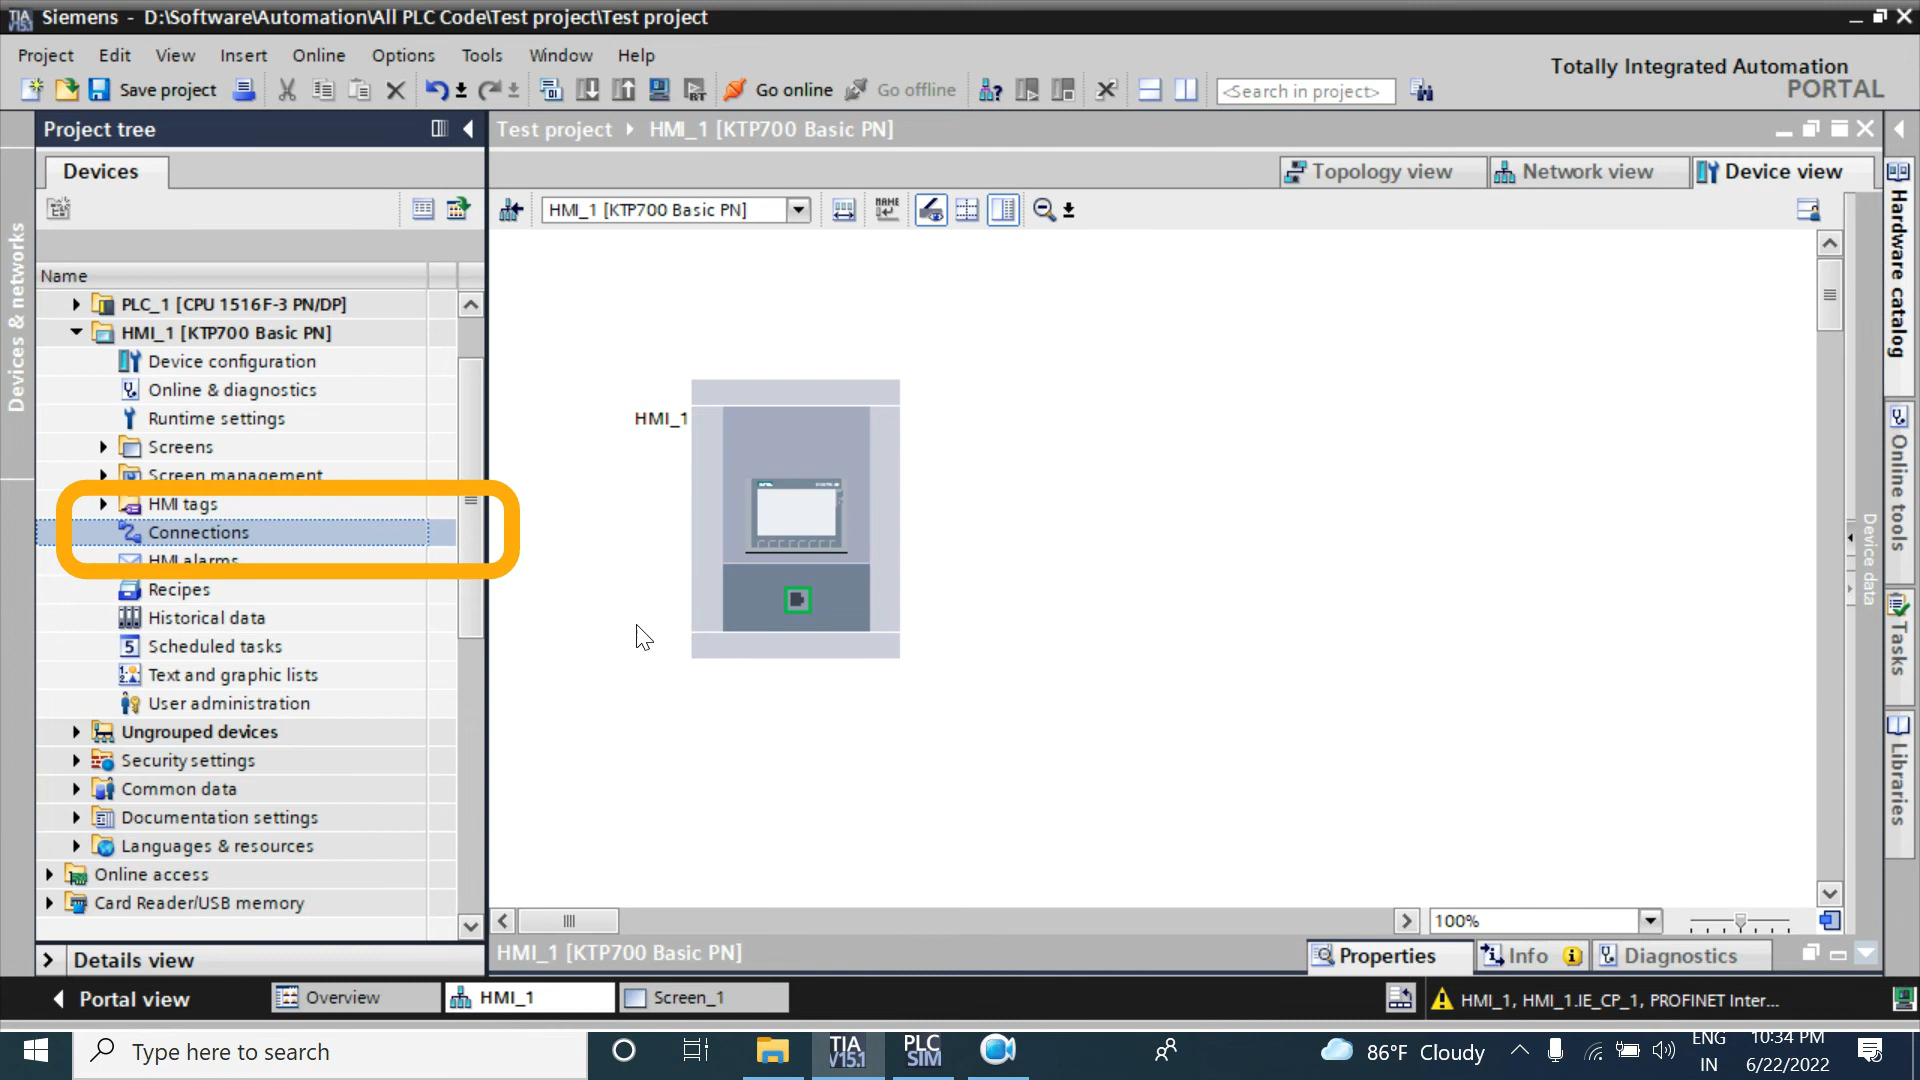 TIA V15.1 Siemens - D:\Software\Automation\All PLC Code\Test project\Test project
Project Edit View Insert Online Options Tools Window Help
Totally Integrated Automation
PORTAL
Save project
Go online
Go offline
<Search in project>
Project tree
Test project HMI_1 [KTP700 Basic PN]
Devices
Topology view
Network view
Device view
HMI_1 [KTP700 Basic PN]
NAME
Name
PLC_1 [CPU 1516F-3 PN/DP]
HMI_1 [KTP700 Basic PN]
Device configuration
Online & diagnostics
Runtime settings
Screens
Screen management
HMI tags
Connections
HMI alarms
Recipes
Historical data
Scheduled tasks
Text and graphic lists
User administration
Ungrouped devices
Security settings
Common data
Documentation settings
Languages & resources
Online access
Card Reader/USB memory
Devices & networks
HMI_1
Device data
Hardware catalog
Online tools
Tasks
Libraries
100%
Details view
HMI_1 [KTP700 Basic PN]
Properties
Info
Diagnostics
Portal view
Overview
HMI_1
Screen_1
HMI_1, HMI_1.IE_CP_1, PROFINET Inter...
Type here to search
TIA V15.1
PLC SIM
86°F Cloudy
ENG
IN
10:34 PM
6/22/2022